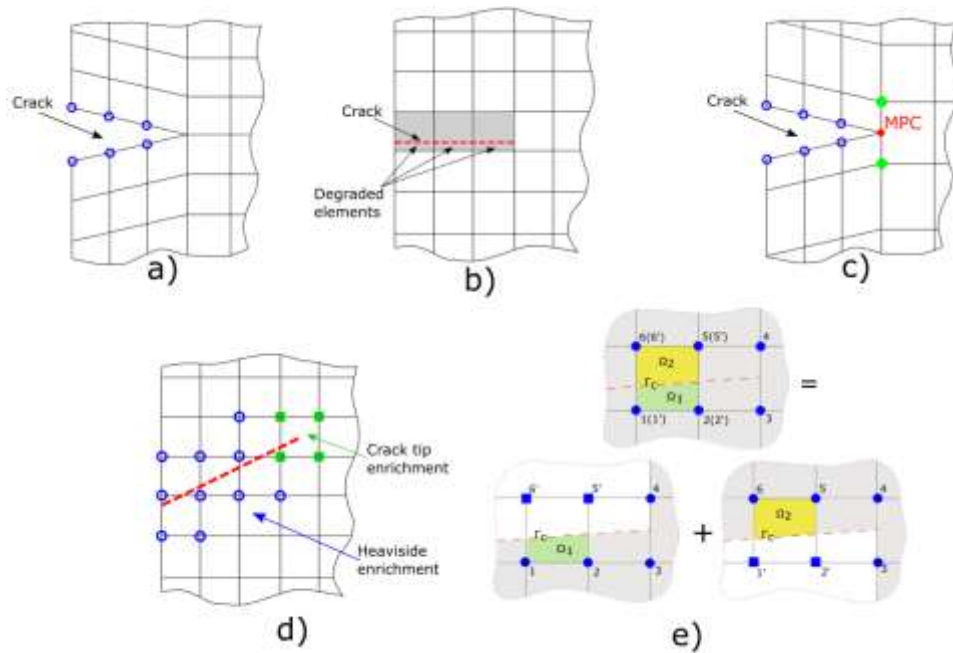 Crack
a)
Crack
Degraded
elements
b)
Crack
MPC
c)
Crack tip
enrichment
Heaviside
enrichment
d)
6(6') 5(5') 4
Ω2
Γc
Ω1
1(1') 2(2') 3
=
6' 5' 4
Γc
Ω1
1 2 3
+
6 5 4
Ω2
Γc
1' 2' 3
e)